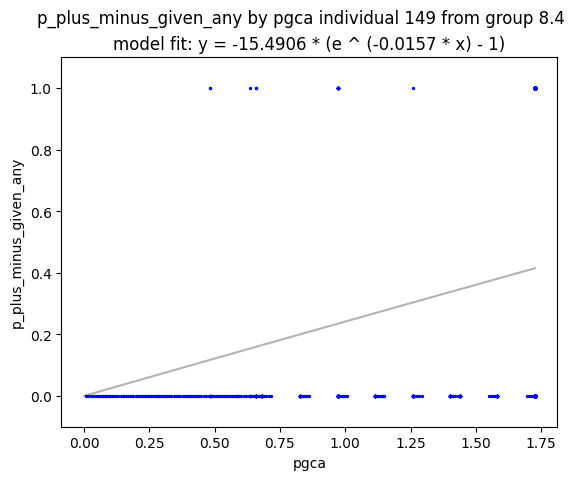 p_plus_minus_given_any by pgca individual 149 from group 8.4
model fit: y = -15.4906 * (e ^ (-0.0157 * x) - 1)
1.0
0.8
0.6
0.4
0.2
0.0
p_plus_minus_given_any
0.00 0.25 0.50 0.75 1.00 1.25 1.50 1.75
pgca